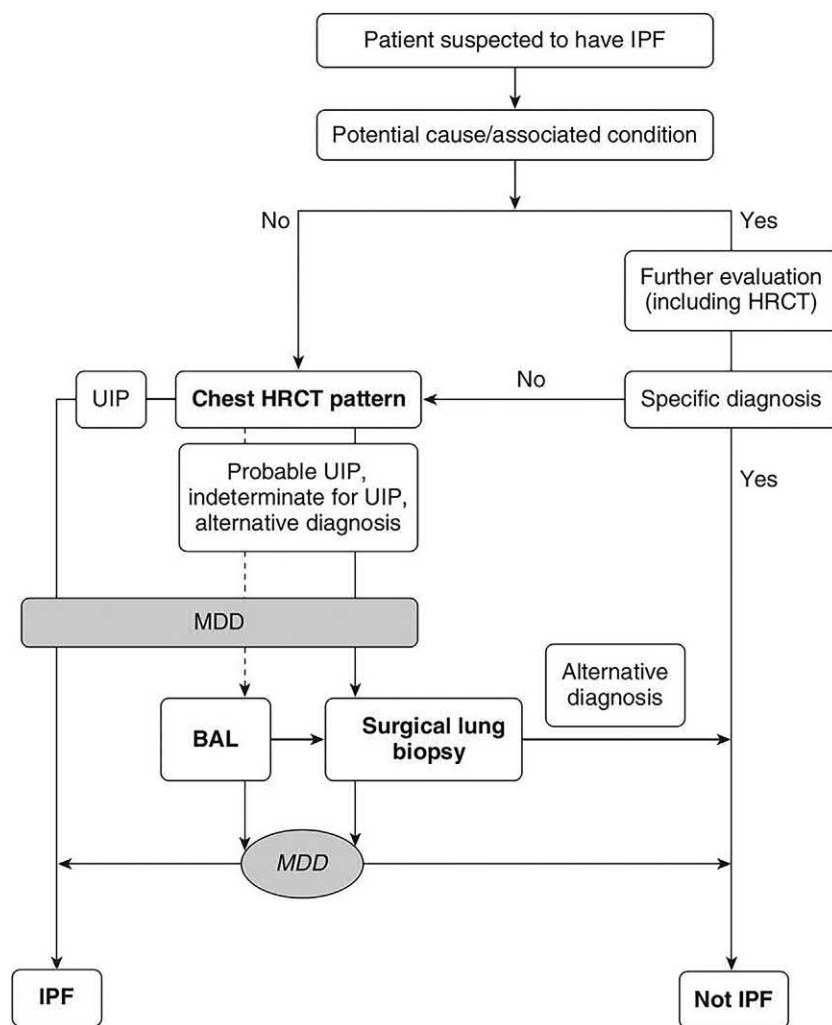 Patient suspected to have IPF
Potential cause/associated condition
No
Yes
Further evaluation
(including HRCT)
UIP
Chest HRCT pattern
No
Specific diagnosis
Probable UIP,
indeterminate for UIP,
alternative diagnosis
Yes
MDD
Alternative
diagnosis
BAL
Surgical lung
biopsy
MDD
IPF
Not IPF